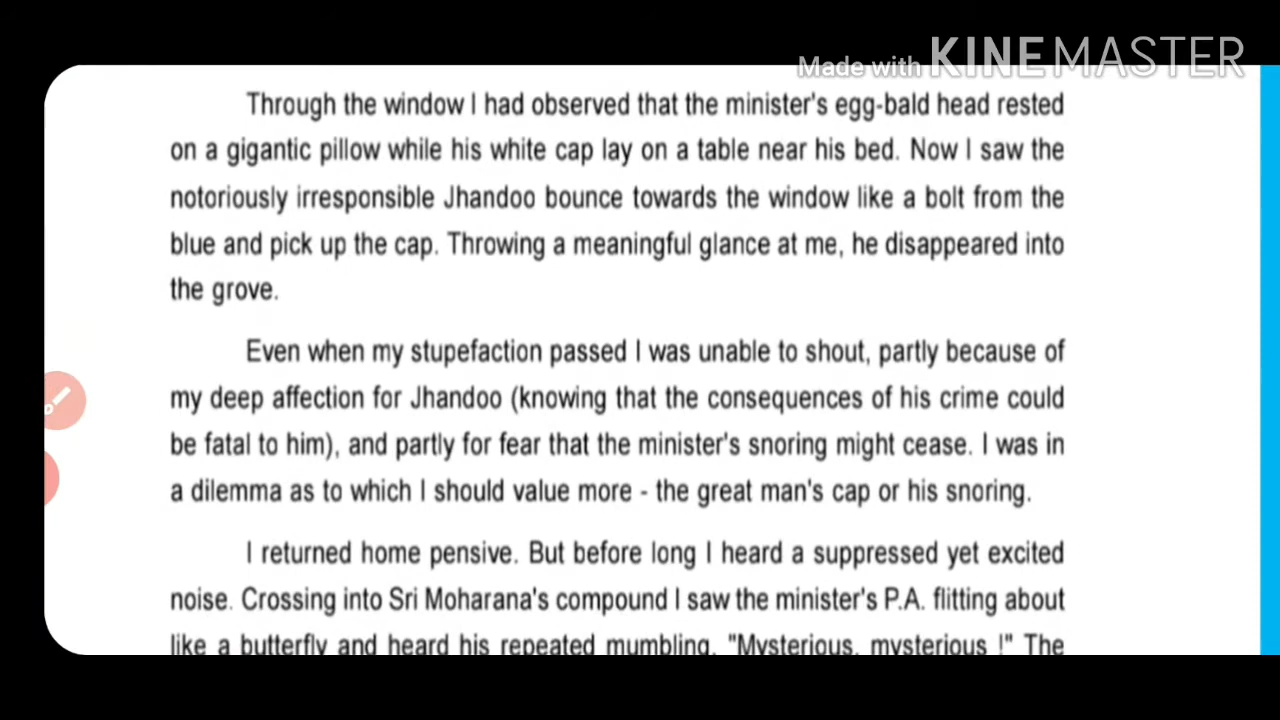 Made with KINEMASTER
Through the window I had observed that the minister's egg-bald head rested
on a gigantic pillow while his white cap lay on a table near his bed. Now I saw the
notoriously irresponsible Jhandoo bounce towards the window like a bolt from the
blue and pick up the cap. Throwing a meaningful glance at me, he disappeared into
the grove.
Even when my stupefaction passed I was unable to shout, partly because of
my deep affection for Jhandoo (knowing that the consequences of his crime could
be fatal to him), and partly for fear that the minister's snoring might cease. I was in
a dilemma as to which I should value more - the great man's cap or his snoring.
I returned home pensive. But before long I heard a suppressed yet excited
noise. Crossing into Sri Moharana's compound I saw the minister's P.A. flitting about
like a butterfly and heard his repeated mumbling, "Mysterious, mysterious !" The